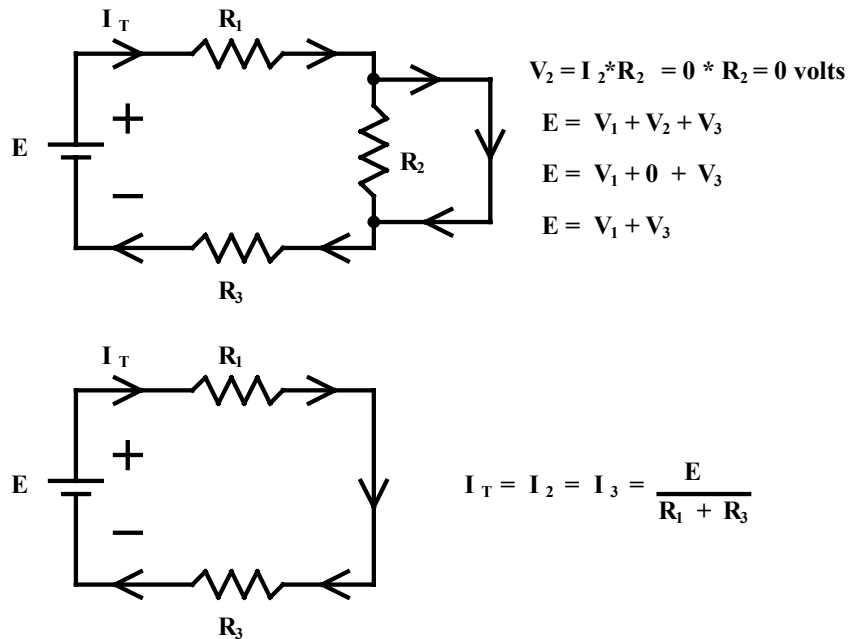 I T
R1
V2 = I 2*R2 = 0 * R2 = 0 volts
+
E = V1 + V2 + V3
E
R2
E = V1 + 0 + V3
−
E = V1 + V3
R3
I T
R1
+
E
I T = I 2 = I 3 = E
R1 + R3
−
R3